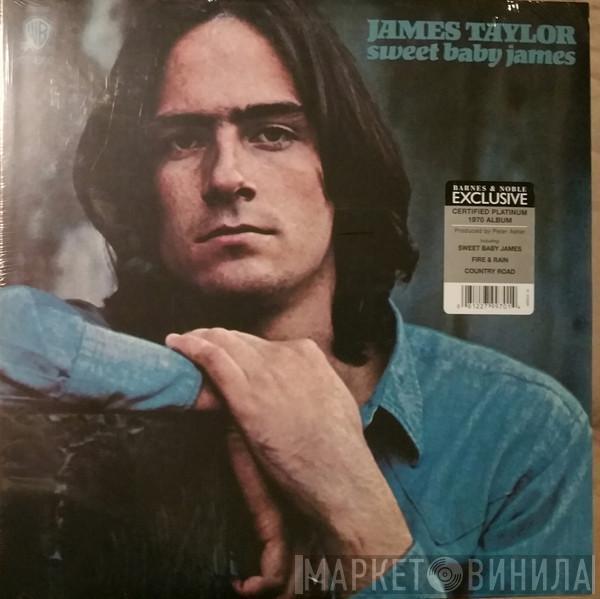 JAMES TAYLOR
sweet baby james
BARNES & NOBLE
EXCLUSIVE
CERTIFIED PLATINUM
1970 ALBUM
Produced by Peter Asher
Including
SWEET BABY JAMES
FIRE & RAIN
COUNTRY ROAD
МАРКЕТ ВИНИЛА